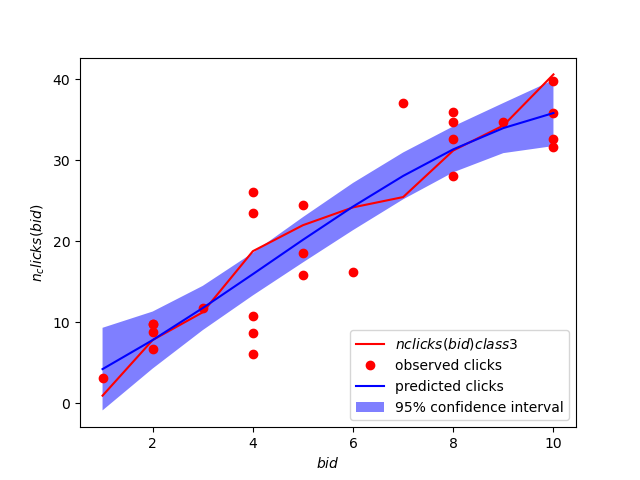 40
30
20
10
0
n_clicks(bid)
nclicks(bid)class3
observed clicks
predicted clicks
95% confidence interval
2
4
6
8
10
bid